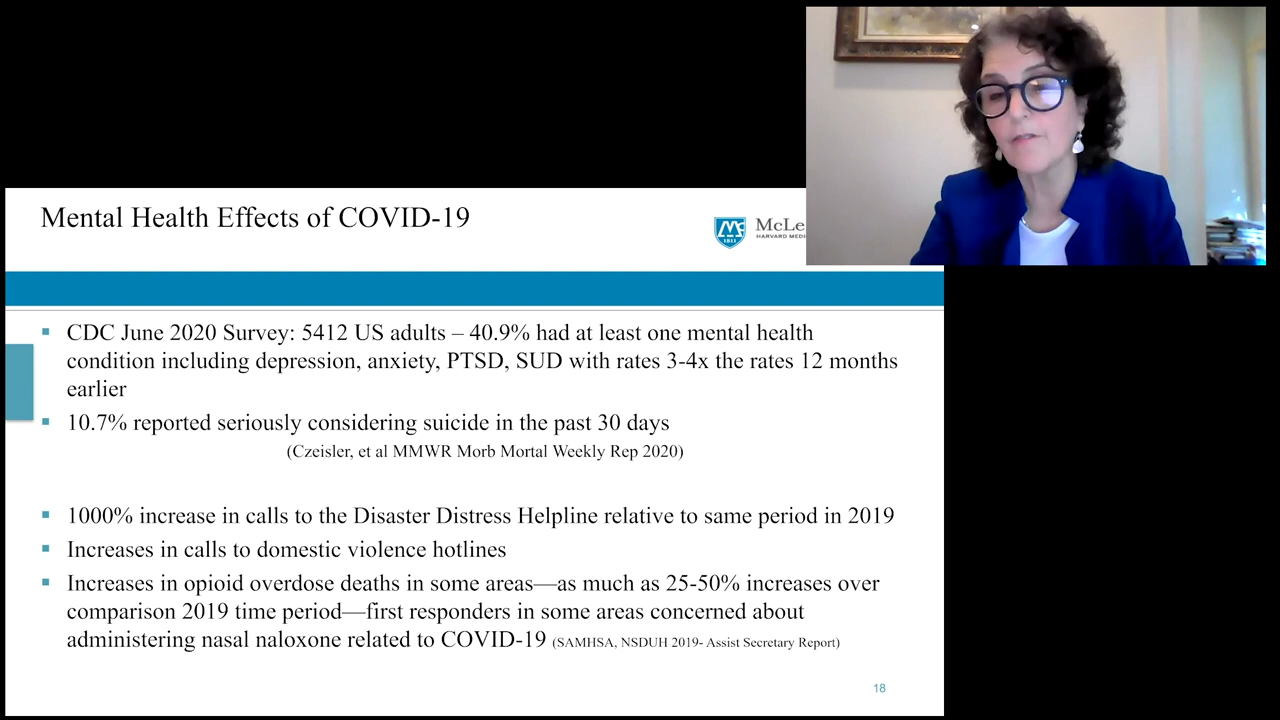 Mental Health Effects of COVID-19
1811
McLe
HARVARD MEDI
▪ CDC June 2020 Survey: 5412 US adults – 40.9% had at least one mental health
condition including depression, anxiety, PTSD, SUD with rates 3-4x the rates 12 months
earlier
▪ 10.7% reported seriously considering suicide in the past 30 days
(Czeisler, et al MMWR Morb Mortal Weekly Rep 2020)
▪ 1000% increase in calls to the Disaster Distress Helpline relative to same period in 2019
▪ Increases in calls to domestic violence hotlines
▪ Increases in opioid overdose deaths in some areas—as much as 25-50% increases over
comparison 2019 time period—first responders in some areas concerned about
administering nasal naloxone related to COVID-19 (SAMHSA, NSDUH 2019- Assist Secretary Report)
18